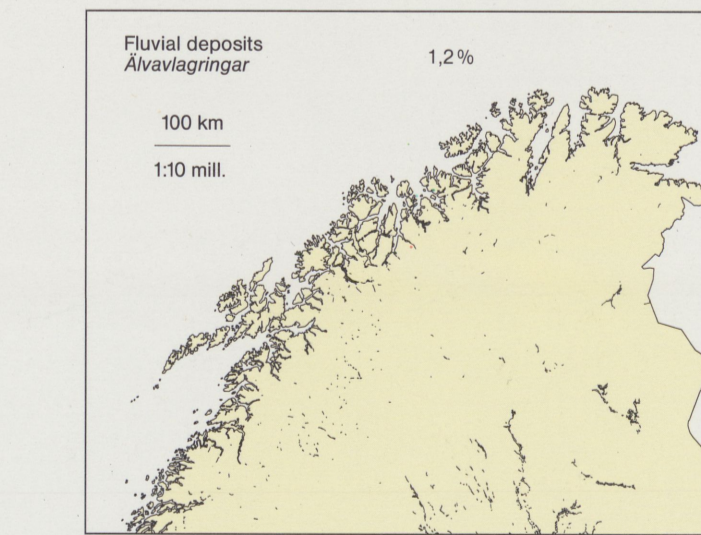 Fluvial deposits
Älvavlagringar
1,2 %
100 km
1:10 mill.